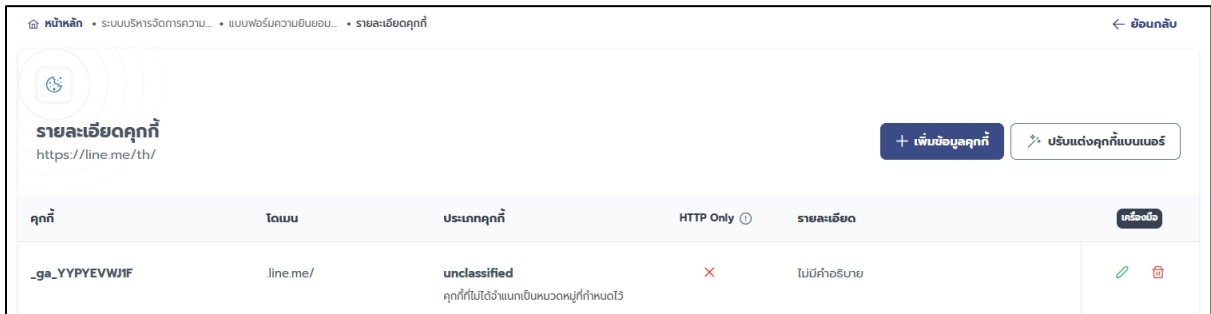 หน้าหลัก • ระบบบริหารจัดการความ... • แบบฟอร์มความยินยอม... • รายละเอียดคุกกี้ ← ย้อนกลับ
รายละเอียดคุกกี้
https://line.me/th/
+ เพิ่มข้อมูลคุกกี้ ปรับแต่งคุกกี้แบนเนอร์
คุกกี้ โดเมน ประเภทคุกกี้ HTTP Only รายละเอียด เครื่องมือ
_ga_YYPYEVWJ1F .line.me/ unclassified ไม่มีคำอธิบาย
คุกกี้ที่ไม่ได้จำแนกเป็นหมวดหมู่ที่กำหนดไว้